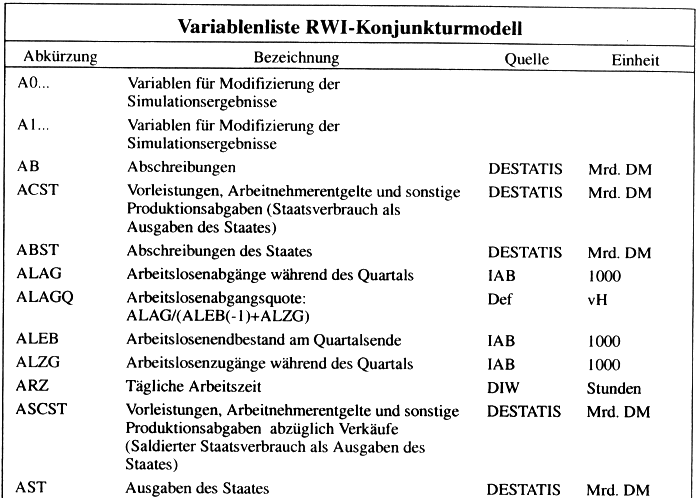 Variablenliste RWI-Konjunkturmodell
Abkürzung Bezeichnung Quelle Einheit
A0... Variablen für Modifizierung der
Simulationsergebnisse
A1... Variablen für Modifizierung der
Simulationsergebnisse
AB Abschreibungen DESTATIS Mrd. DM
ACST Vorleistungen, Arbeitnehmerentgelte und sonstige DESTATIS Mrd. DM
Produktionsabgaben (Staatsverbrauch als
Ausgaben des Staates)
ABST Abschreibungen des Staates DESTATIS Mrd. DM
ALAG Arbeitslosenabgänge während des Quartals IAB 1000
ALAGQ Arbeitslosenabgangsquote: Def vH
ALAG/(ALEB(-1)+ALZG)
ALEB Arbeitslosenendbestand am Quartalsende IAB 1000
ALZG Arbeitslosenzugänge während des Quartals IAB 1000
ARZ Tägliche Arbeitszeit DIW Stunden
ASCST Vorleistungen, Arbeitnehmerentgelte und sonstige DESTATIS Mrd. DM
Produktionsabgaben abzüglich Verkäufe
(Saldierter Staatsverbrauch als Ausgaben des
Staates)
AST Ausgaben des Staates DESTATIS Mrd. DM